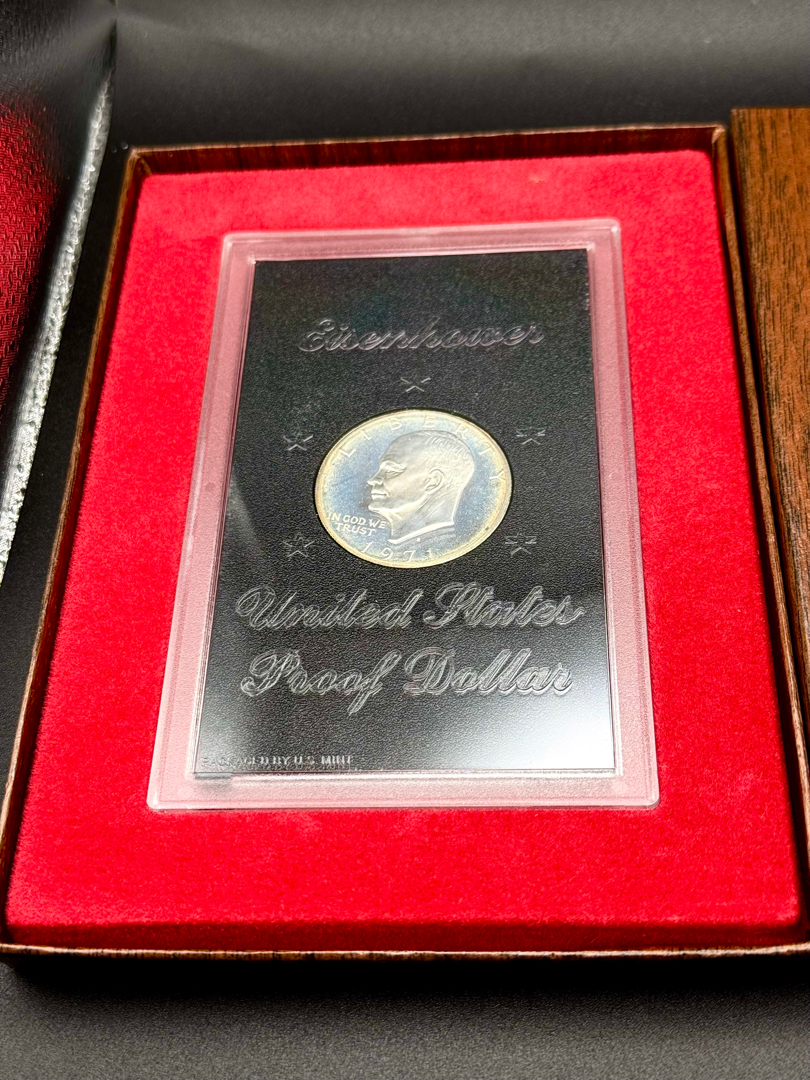 Eisenhower
LIBERTY
IN GOD WE
TRUST
1971
United States
Proof Dollar
PACKAGED BY U.S. MINT